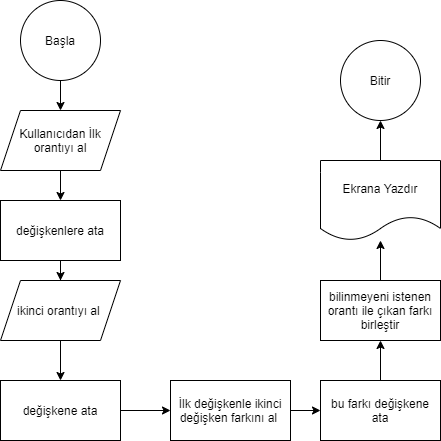 Başla
Kullanıcıdan İlk
orantıyı al
değişkenlere ata
ikinci orantıyı al
değişkene ata
İlk değişkenle ikinci
değişken farkını al
bu farkı değişkene
ata
bilinmeyeni istenen
orantı ile çıkan farkı
birleştir
Ekrana Yazdır
Bitir